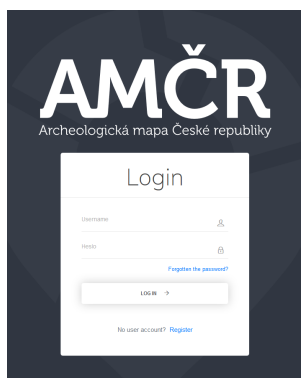 AMČR
Archeologická mapa České republiky
Login
Username
Heslo
Forgotten the password?
LOG IN →
No user account? Register